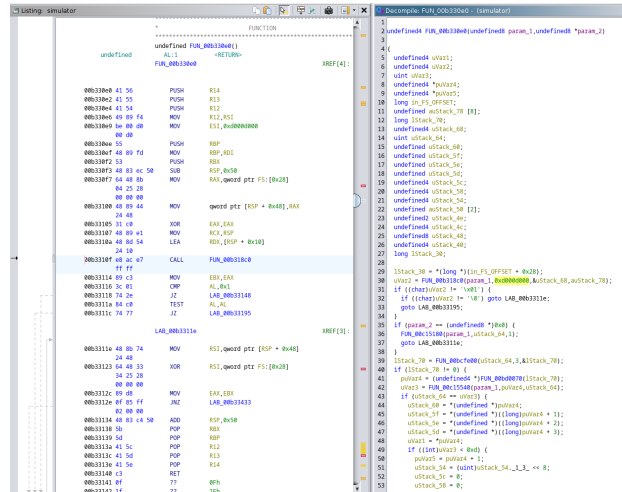 Listing: simulator
* FUNCTION
undefined FUN_00b330e0()
undefined AL:1 <RETURN>
FUN_00b330e0 XREF[4]:
00b330e0 41 56 PUSH R14
00b330e2 41 55 PUSH R13
00b330e4 41 54 PUSH R12
00b330e6 49 89 f4 MOV R12,RSI
00b330e9 be 00 d0 MOV ESI,0xd000d000
00 d0
00b330ee 55 PUSH RBP
00b330ef 48 89 fd MOV RBP,RDI
00b330f2 53 PUSH RBX
00b330f3 48 83 ec 50 SUB RSP,0x50
00b330f7 64 48 8b MOV RAX,qword ptr FS:[0x28]
04 25 28
00 00 00
00b33100 48 89 44 MOV qword ptr [RSP + 0x48],RAX
24 48
00b33105 31 c0 XOR EAX,EAX
00b33107 48 89 e1 MOV RCX,RSP
00b3310a 48 8d 54 LEA RDX,[RSP + 0x10]
24 10
00b3310f e8 ac e7 CALL FUN_00b318c0
ff ff
00b33114 89 c3 MOV EBX,EAX
00b33116 3c 01 CMP AL,0x1
00b33118 74 2e JZ LAB_00b33148
00b3311a 84 c0 TEST AL,AL
00b3311c 74 77 JZ LAB_00b33195
LAB_00b3311e XREF[3]:
00b3311e 48 8b 74 MOV RSI,qword ptr [RSP + 0x48]
24 48
00b33123 64 48 33 XOR RSI,qword ptr FS:[0x28]
34 25 28
00 00 00
00b3312c 89 d8 MOV EAX,EBX
00b3312e 0f 85 ff JNZ LAB_00b33433
02 00 00
00b33134 48 83 c4 50 ADD RSP,0x50
00b33138 5b POP RBX
00b33139 5d POP RBP
00b3313a 41 5c POP R12
00b3313c 41 5d POP R13
00b3313e 41 5e POP R14
00b33140 c3 RET
00b33141 0f ?? 0Fh
00b33142 1f ?? 1Fh
Decompile: FUN_00b330e0 - (simulator)
1
2 undefined4 FUN_00b330e0(undefined8 param_1,undefined8 *param_2)
3
4 {
5 undefined4 uVar1;
6 undefined4 uVar2;
7 uint uVar3;
8 undefined4 *puVar4;
9 undefined4 *puVar5;
10 long in_FS_OFFSET;
11 undefined auStack_78 [8];
12 long lStack_70;
13 undefined4 uStack_68;
14 uint uStack_64;
15 undefined uStack_60;
16 undefined uStack_5f;
17 undefined uStack_5e;
18 undefined uStack_5d;
19 undefined4 uStack_5c;
20 undefined4 uStack_58;
21 undefined4 uStack_54;
22 undefined auStack_50 [2];
23 undefined2 uStack_4e;
24 undefined4 uStack_4c;
25 undefined8 uStack_48;
26 undefined4 uStack_40;
27 long lStack_30;
28
29 lStack_30 = *(long *)(in_FS_OFFSET + 0x28);
30 uVar2 = FUN_00b318c0(param_1,0xd000d000,&uStack_68,auStack_78);
31 if ((char)uVar2 != '\x01') {
32 if ((char)uVar2 != '\0') goto LAB_00b3311e;
33 goto LAB_00b33195;
34 }
35 if (param_2 == (undefined8 *)0x0) {
36 FUN_00c15180(param_1,uStack_64,1);
37 goto LAB_00b3311e;
38 }
39 lStack_70 = FUN_00bcfe00(uStack_64,3,&lStack_70);
40 if (lStack_70 != 0) {
41 puVar4 = (undefined4 *)FUN_00bd0070(lStack_70);
42 uVar3 = FUN_00c15540(param_1,puVar4,uStack_64);
43 if (uStack_64 == uVar3) {
44 uStack_60 = *(undefined *)puVar4;
45 uStack_5f = *(undefined *)((long)puVar4 + 1);
46 uStack_5e = *(undefined *)((long)puVar4 + 2);
47 uStack_5d = *(undefined *)((long)puVar4 + 3);
48 uVar1 = *puVar4;
49 if ((int)uVar3 < 0xd) {
50 puVar5 = puVar4 + 1;
51 uStack_54 = (uint)uStack_54._1_3_ << 8;
52 uStack_5c = 0;
53 uStack_58 = 0;